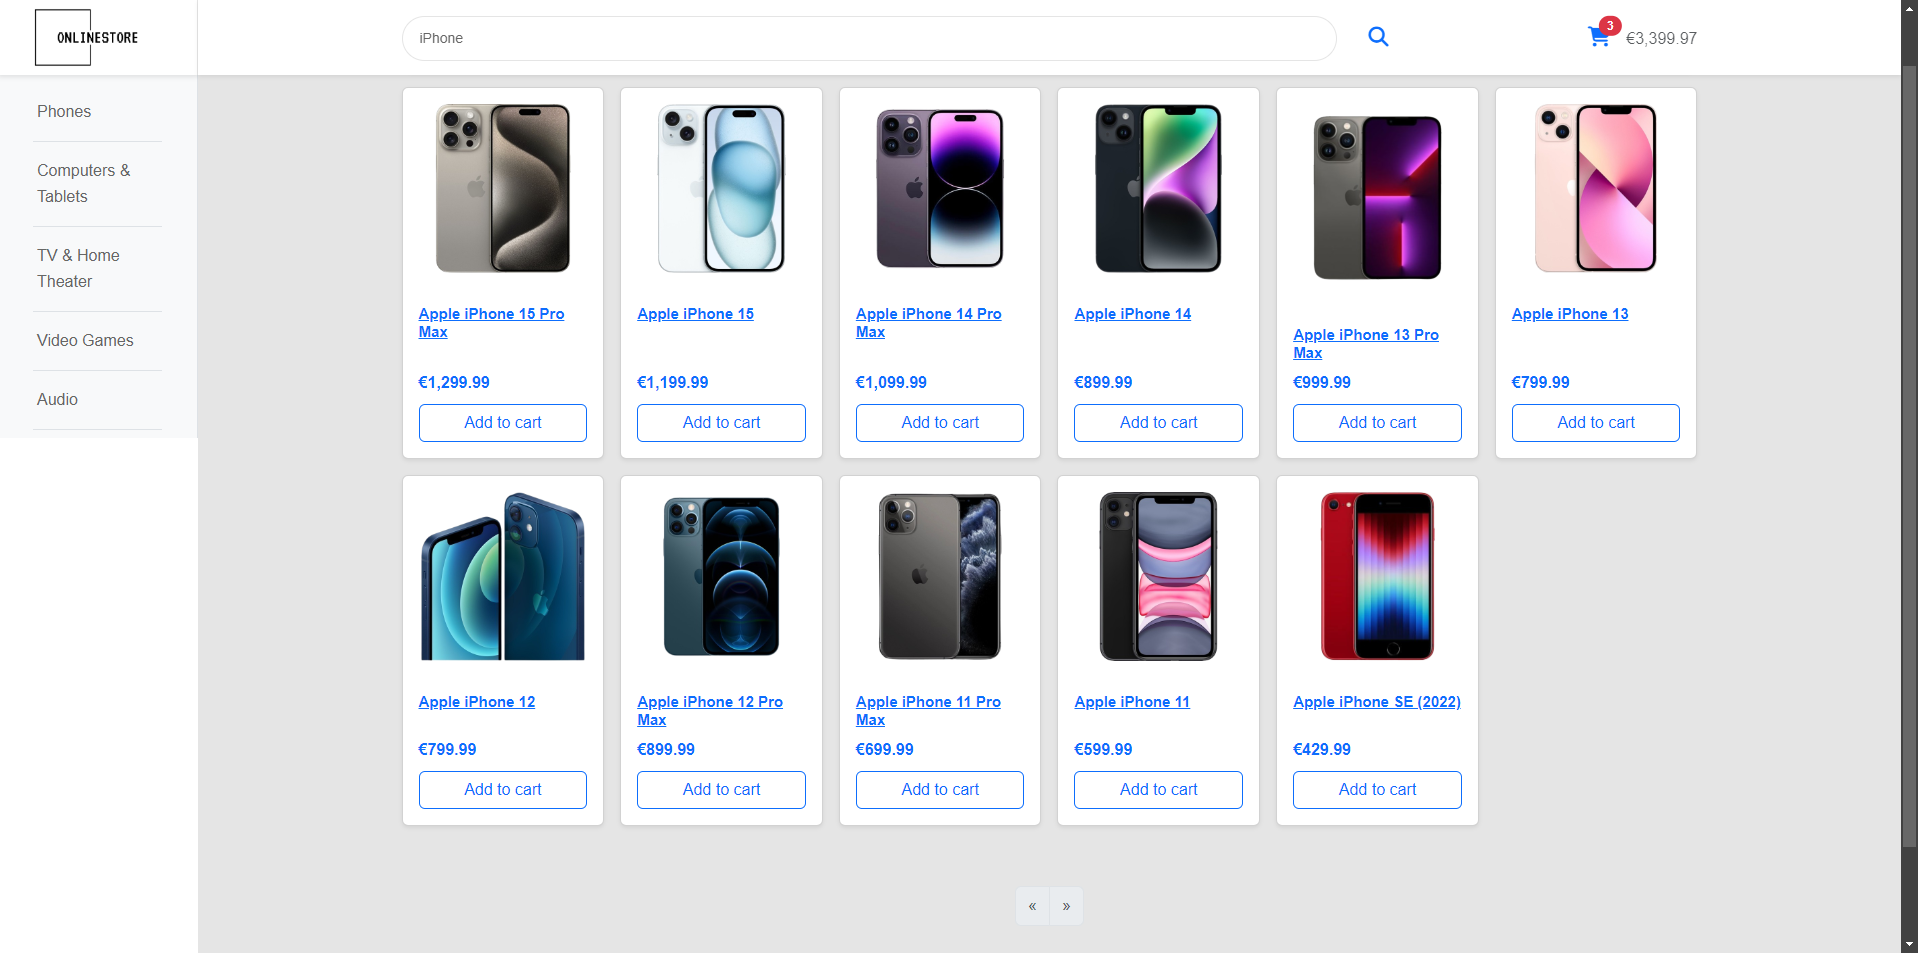 ONLINESTORE
iPhone
3
€3,399.97
Phones
Computers &
Tablets
TV & Home
Theater
Video Games
Audio
Apple iPhone 15 Pro
Max
€1,299.99
Add to cart
Apple iPhone 15
€1,199.99
Add to cart
Apple iPhone 14 Pro
Max
€1,099.99
Add to cart
Apple iPhone 14
€899.99
Add to cart
Apple iPhone 13 Pro
Max
€999.99
Add to cart
Apple iPhone 13
€799.99
Add to cart
Apple iPhone 12
€799.99
Add to cart
Apple iPhone 12 Pro
Max
€899.99
Add to cart
Apple iPhone 11 Pro
Max
€699.99
Add to cart
Apple iPhone 11
€599.99
Add to cart
Apple iPhone SE (2022)
€429.99
Add to cart
« »